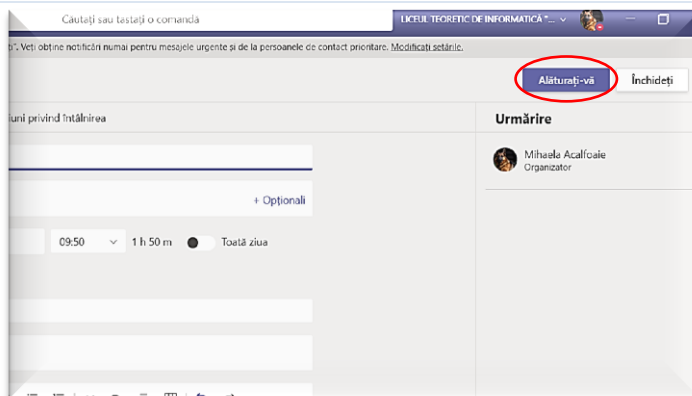 Căutați sau tastați o comandă
LICEUL TEORETIC DE INFORMATICĂ "...
Veți obține notificări numai pentru mesajele urgente și de la persoanele de contact prioritare. Modificați setările.
Alăturați-vă
Închideți
iuni privind întâlnirea
Urmărire
Mihaela Acalfoaie
Organizator
+ Opționali
09:50
1 h 50 m
Toată ziua